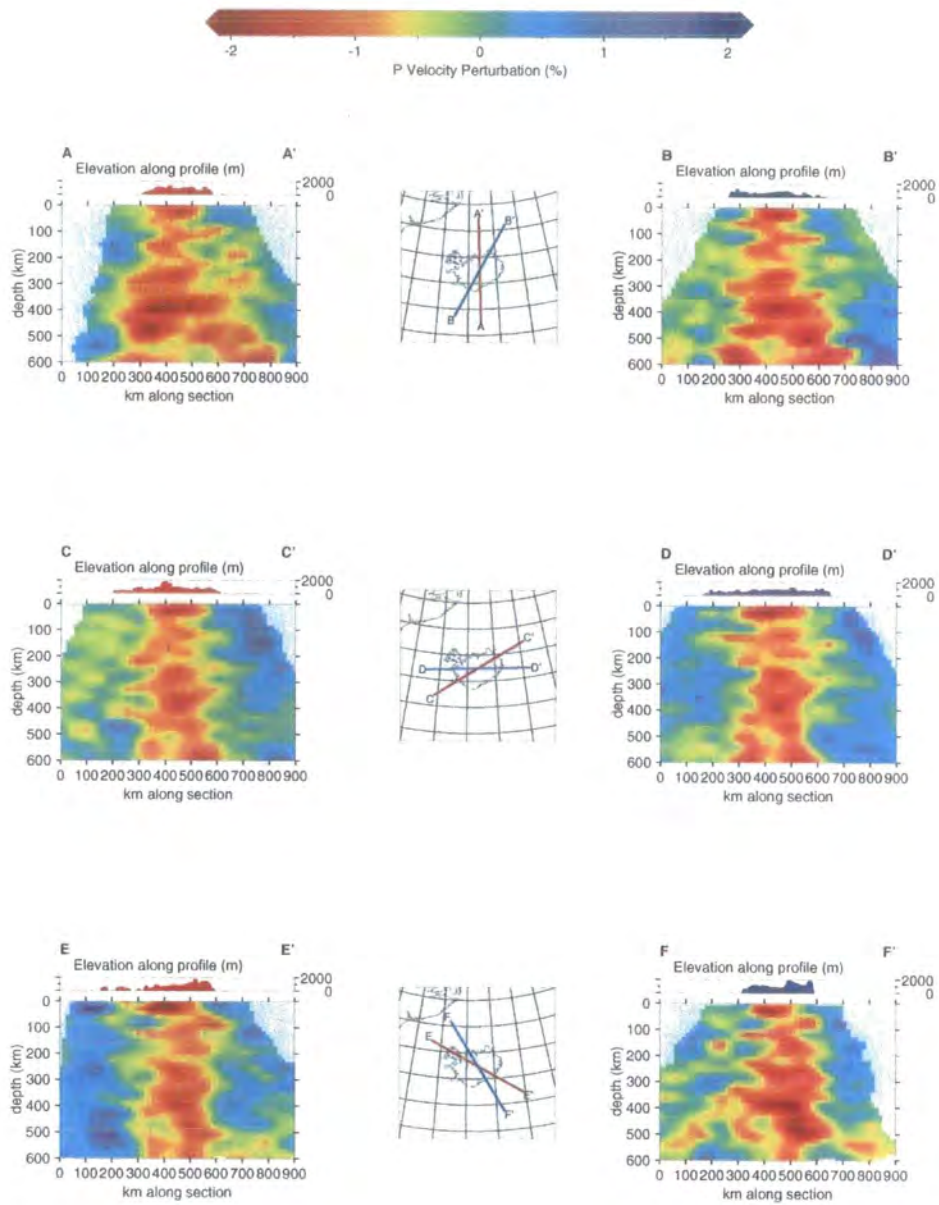 -2 -1 0 1 2
P Velocity Perturbation (%)
A A'
Elevation along profile (m)
2000
0
0
100
200
300
400
500
600
depth (km)
0 100 200 300 400 500 600 700 800 900
km along section
A' B'
B A
B B'
Elevation along profile (m)
2000
0
0
100
200
300
400
500
600
depth (km)
0 100 200 300 400 500 600 700 800 900
km along section
C C'
Elevation along profile (m)
2000
0
0
100
200
300
400
500
600
depth (km)
0 100 200 300 400 500 600 700 800 900
km along section
C'
D D'
C
D D'
Elevation along profile (m)
2000
0
0
100
200
300
400
500
600
depth (km)
0 100 200 300 400 500 600 700 800 900
km along section
E E'
Elevation along profile (m)
2000
0
0
100
200
300
400
500
600
depth (km)
0 100 200 300 400 500 600 700 800 900
km along section
F
E
E'
F'
F F'
Elevation along profile (m)
2000
0
0
100
200
300
400
500
600
depth (km)
0 100 200 300 400 500 600 700 800 900
km along section